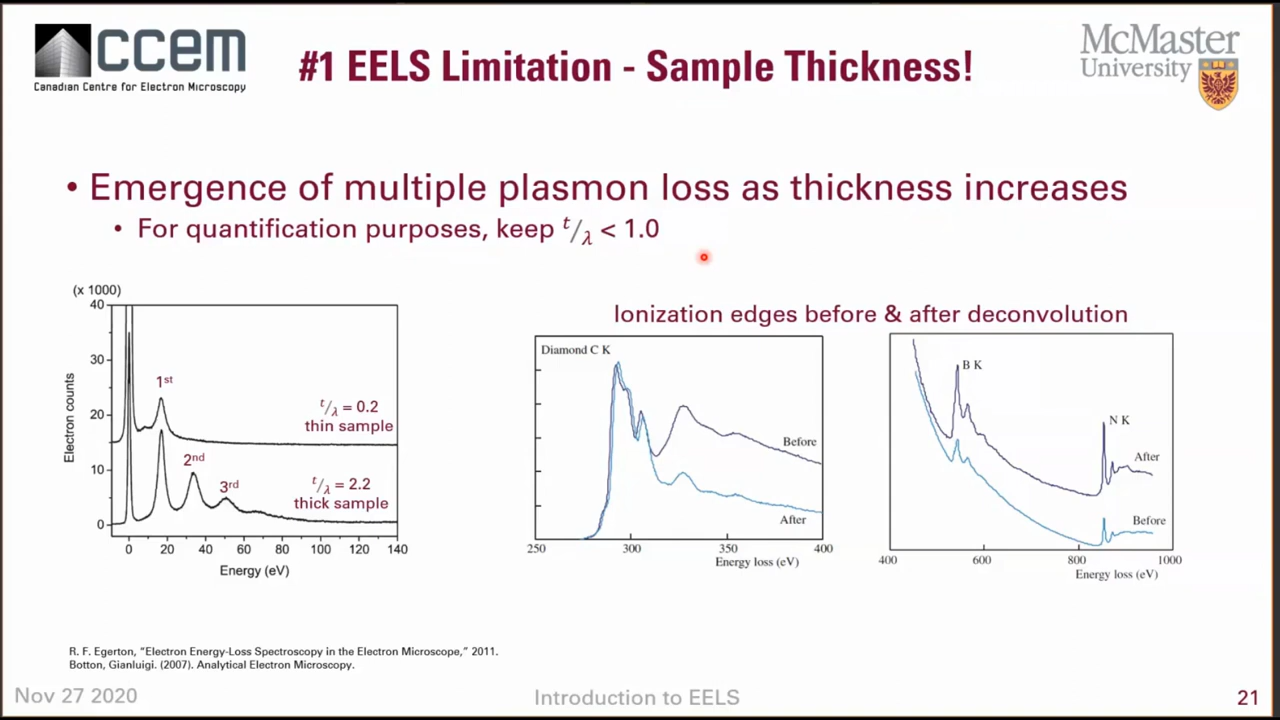 ccem
Canadian Centre for Electron Microscopy
#1 EELS Limitation - Sample Thickness!
McMaster
University
• Emergence of multiple plasmon loss as thickness increases
• For quantification purposes, keep t/λ < 1.0
(x 1000)
40
30
20
10
0
Electron counts
1st
t/λ = 0.2
thin sample
2nd
3rd
t/λ = 2.2
thick sample
0 20 40 60 80 100 120 140
Energy (eV)
Ionization edges before & after deconvolution
Diamond C K
Before
After
250 300 350 400
Energy loss (eV)
B K
N K
After
Before
400 600 800 1000
Energy loss (eV)
R. F. Egerton, “Electron Energy-Loss Spectroscopy in the Electron Microscope,” 2011.
Botton, Gianluigi. (2007). Analytical Electron Microscopy.
Nov 27 2020
Introduction to EELS
21